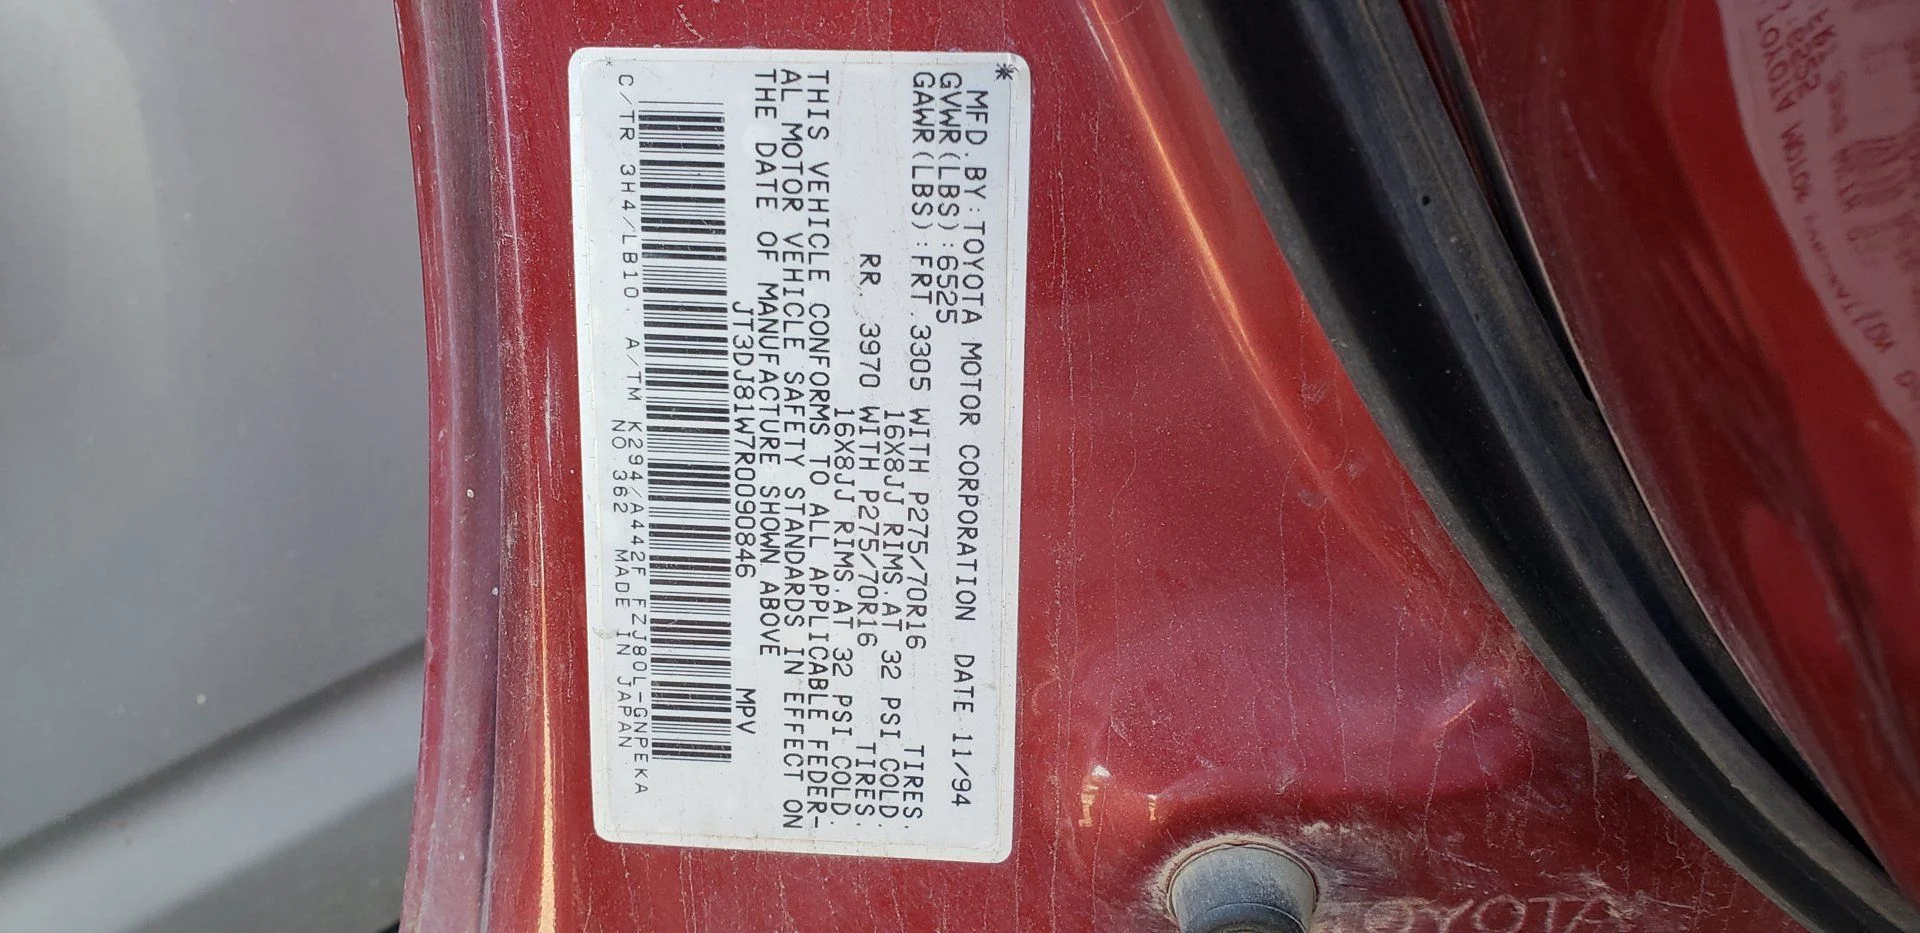 * MFD.BY:TOYOTA MOTOR CORPORATION DATE 11/94
GVWR(LBS):6525
GAWR(LBS):FRT.3305 WITH P275/70R16 TIRES.
16X8JJ RIMS.AT 32 PSI COLD.
RR. 3970 WITH P275/70R16 TIRES.
16X8JJ RIMS.AT 32 PSI COLD.
THIS VEHICLE CONFORMS TO ALL APPLICABLE FEDER-
AL MOTOR VEHICLE SAFETY STANDARDS IN EFFECT ON
THE DATE OF MANUFACTURE SHOWN ABOVE
JT3DJ81W7R0090846 MPV
C/TR 3H4/LB10, A/TM K294/A442F FZJ80L-GNPEKA
* NO.362 MADE IN JAPAN